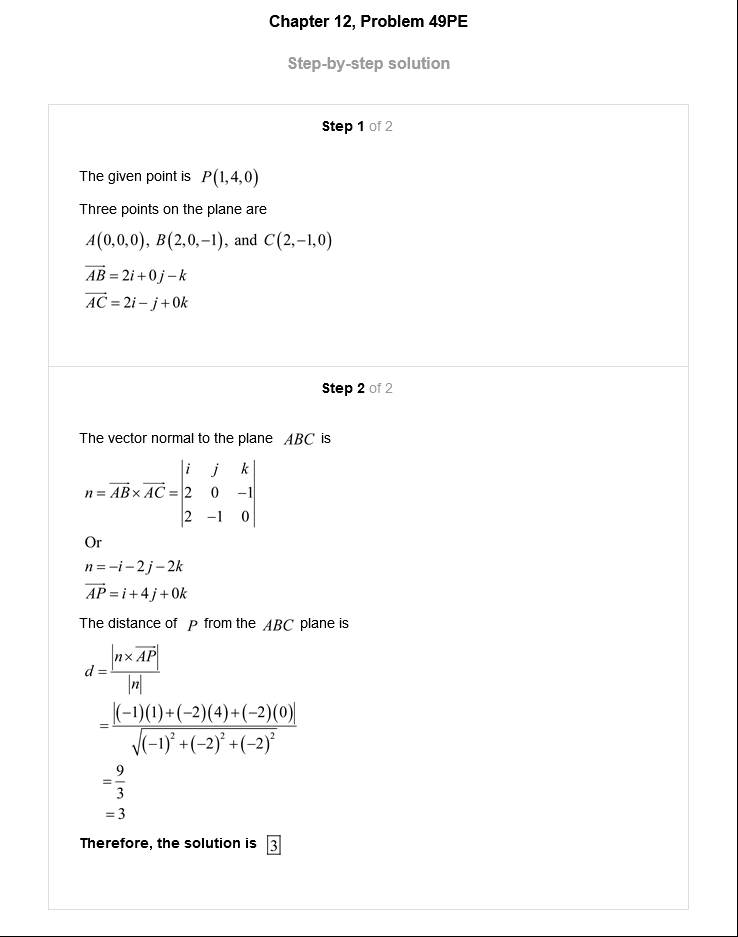 Chapter 12, Problem 49PE
Step-by-step solution
Step 1 of 2
The given point is P(1,4,0)
Three points on the plane are
A(0,0,0), B(2,0,−1), and C(2,−1,0)
$\overrightarrow{AB} = 2i+0j−k$
$\overrightarrow{AC} = 2i−j+0k$
Step 2 of 2
The vector normal to the plane ABC is
$n = \overrightarrow{AB}×\overrightarrow{AC} = \begin{vmatrix} i & j & k \\ 2 & 0 & −1 \\ 2 & −1 & 0 \end{vmatrix}$
Or
n = −i−2j−2k
$\overrightarrow{AP} = i+4j+0k$
The distance of P from the ABC plane is
$d = \frac{|n×\overrightarrow{AP}|}{|n|}$
$= \frac{|(−1)(1)+(−2)(4)+(−2)(0)|}{\sqrt{(−1)^2+(−2)^2+(−2)^2}}$
$= \frac{9}{3}$
= 3
Therefore, the solution is 3